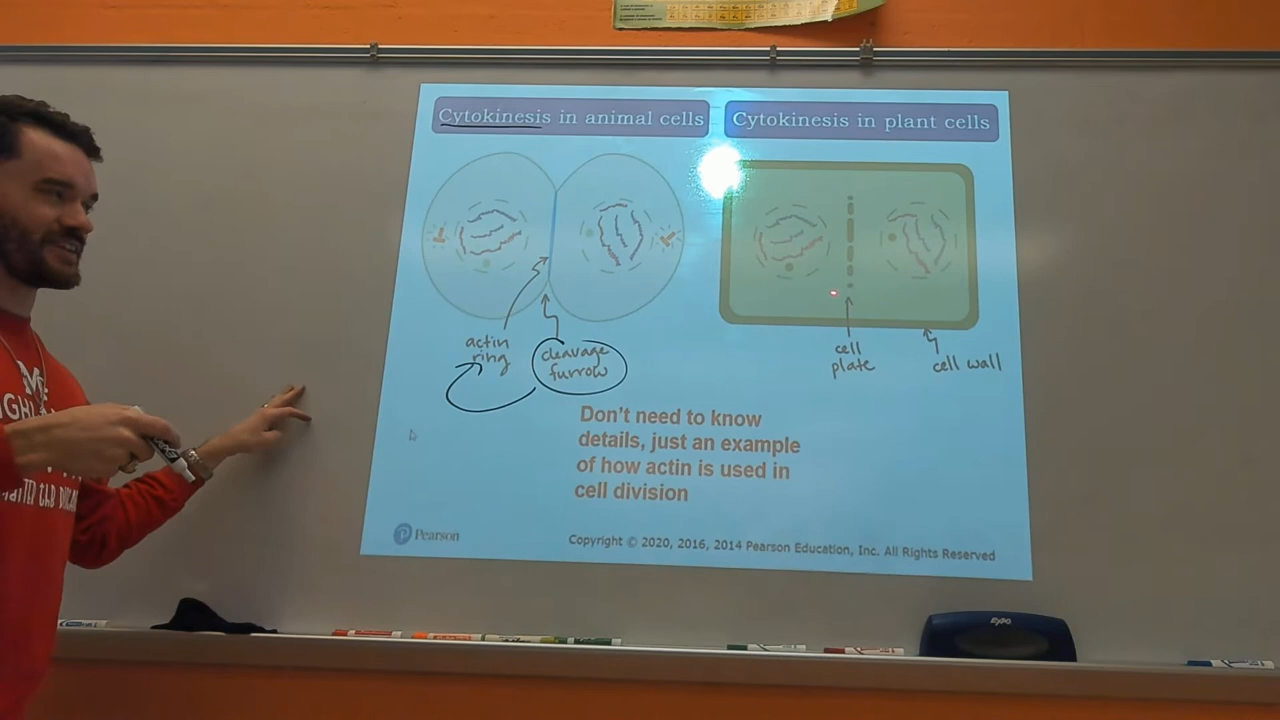 Cytokinesis in animal cells
Cytokinesis in plant cells
actin
ring
cleavage
furrow
cell
plate
cell wall
Don't need to know
details, just an example
of how actin is used in
cell division
Pearson
Copyright © 2020, 2016, 2014 Pearson Education, Inc. All Rights Reserved
Expo